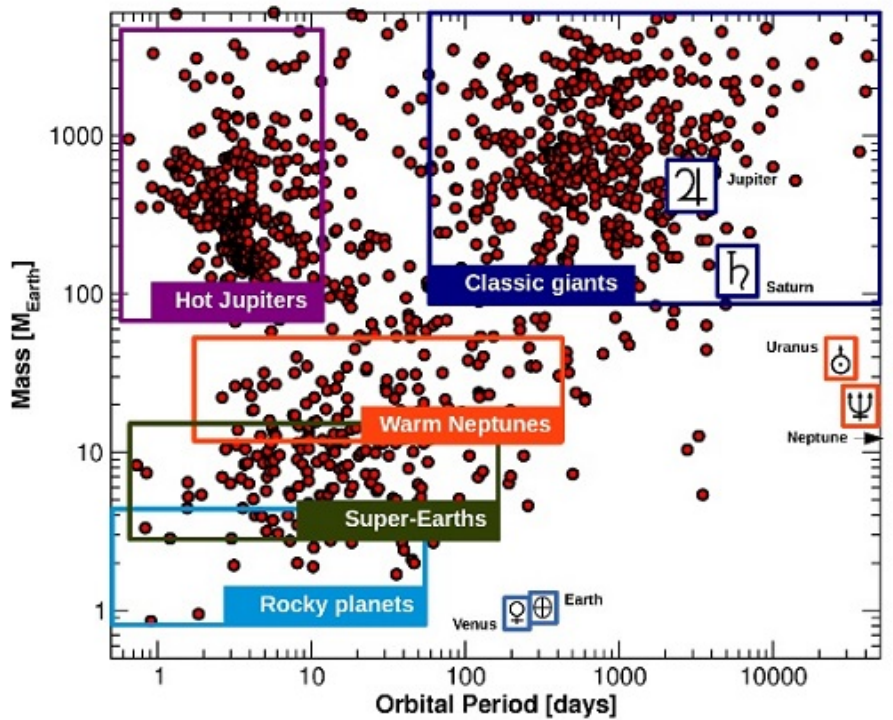 1000
100
10
1
Mass [M_Earth]
Hot Jupiters
Classic giants
Jupiter
Saturn
Uranus
Neptune
Warm Neptunes
Super-Earths
Rocky planets
Venus
Earth
1
10
100
1000
10000
Orbital Period [days]